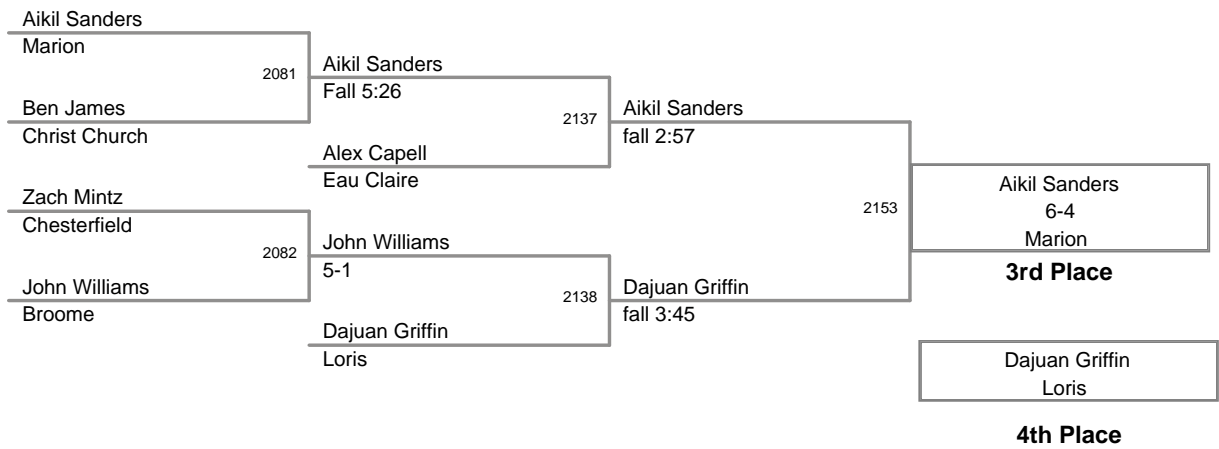 Aikil Sanders
Marion
2081
Ben James
Christ Church
Zach Mintz
Chesterfield
2082
John Williams
Broome
Aikil Sanders
Fall 5:26
2137
Alex Capell
Eau Claire
John Williams
5-1
2138
Dajuan Griffin
Loris
Aikil Sanders
fall 2:57
2153
Dajuan Griffin
fall 3:45
Aikil Sanders
6-4
Marion
3rd Place
Dajuan Griffin
Loris
4th Place